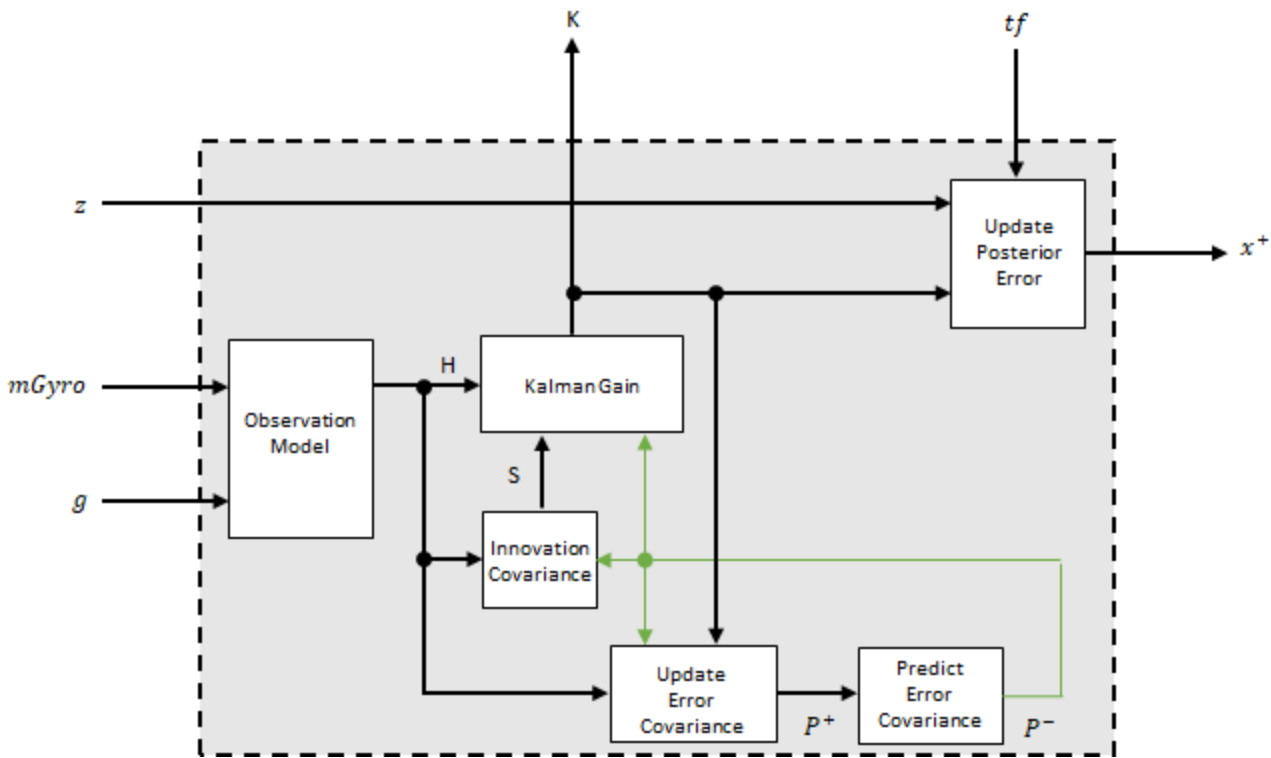 K
tf
z
Update
Posterior
Error
x⁺
mGyro
H
Kalman Gain
Observation
Model
g
S
Innovation
Covariance
Update
Error
Covariance
P⁺
Predict
Error
Covariance
P⁻